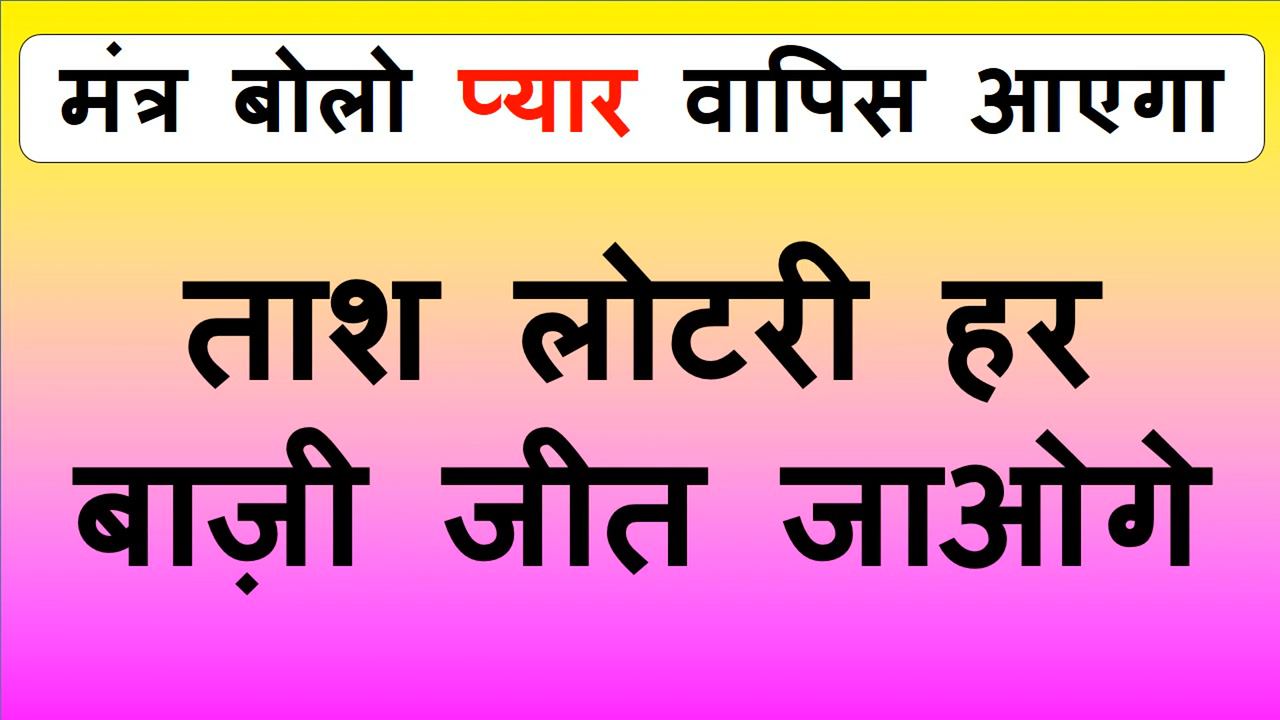 मंत्र बोलो प्यार वापिस आएगा
ताश लोटरी हर
बाज़ी जीत जाओगे